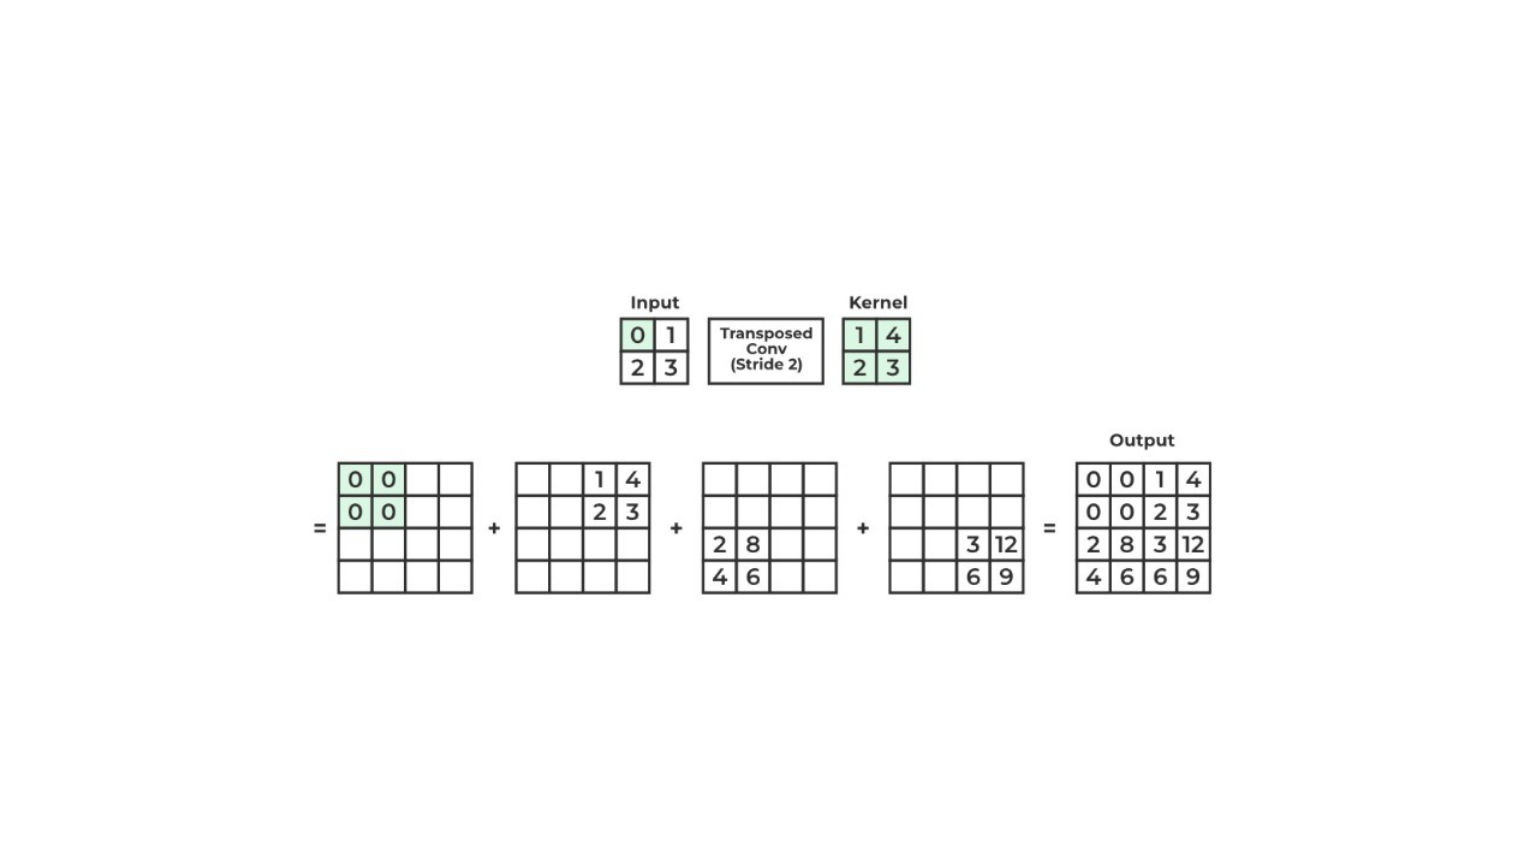 Input
Kernel
0 1
2 3
Transposed
Conv
(Stride 2)
1 4
2 3
Output
=
0 0
0 0
+
1 4
2 3
+
2 8
4 6
+
3 12
6 9
=
0 0 1 4
0 0 2 3
2 8 3 12
4 6 6 9